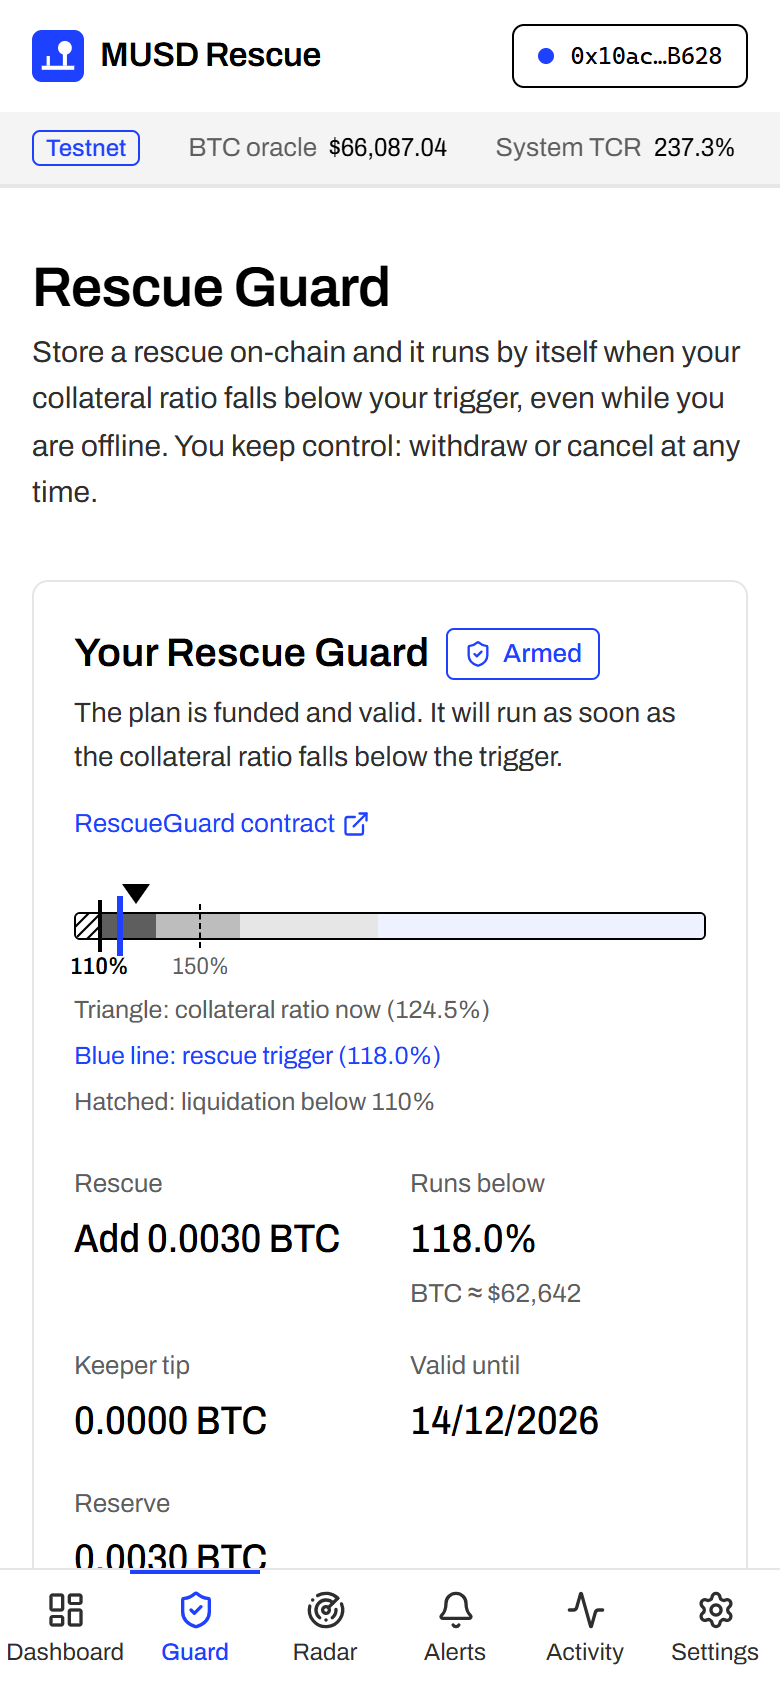 MUSD Rescue
0x10ac…B628
Testnet
BTC oracle $66,087.04
System TCR 237.3%
Rescue Guard
Store a rescue on-chain and it runs by itself when your
collateral ratio falls below your trigger, even while you
are offline. You keep control: withdraw or cancel at any
time.
Your Rescue Guard
Armed
The plan is funded and valid. It will run as soon as
the collateral ratio falls below the trigger.
RescueGuard contract
110%
150%
Triangle: collateral ratio now (124.5%)
Blue line: rescue trigger (118.0%)
Hatched: liquidation below 110%
Rescue
Add 0.0030 BTC
Runs below
118.0%
BTC ≈ $62,642
Keeper tip
0.0000 BTC
Valid until
14/12/2026
Reserve
0.0030 BTC
Dashboard
Guard
Radar
Alerts
Activity
Settings